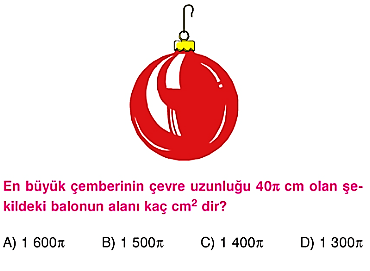 En büyük çemberinin çevre uzunluğu 40π cm olan şe-
kildeki balonun alanı kaç cm² dir?
A) 1 600π B) 1 500π C) 1 400π D) 1 300π